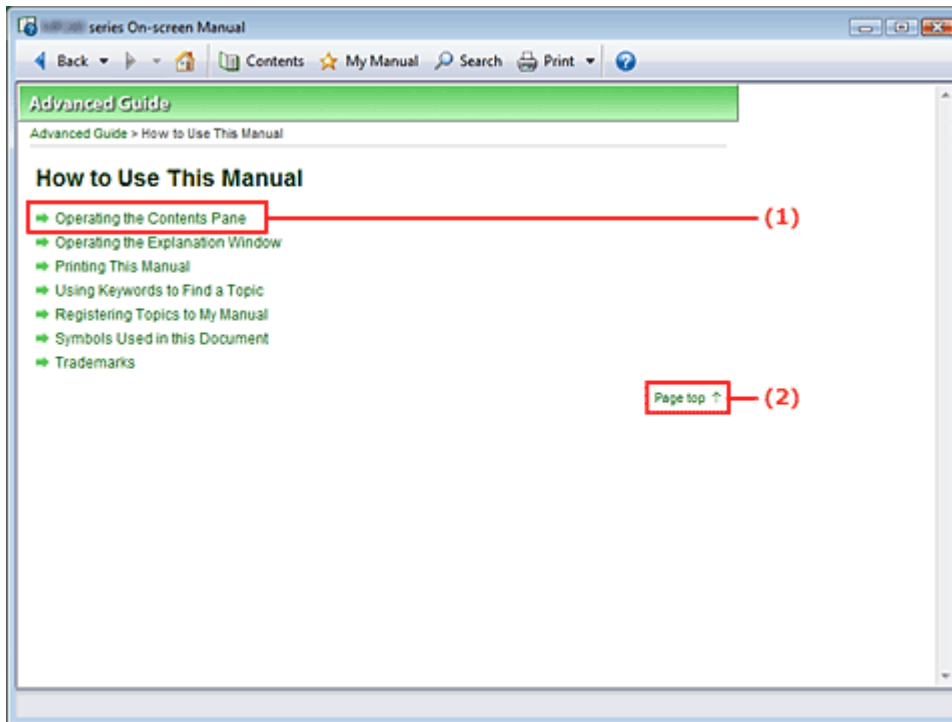 series On-screen Manual
Back Contents My Manual Search Print
Advanced Guide
Advanced Guide > How to Use This Manual
How to Use This Manual
Operating the Contents Pane (1)
Operating the Explanation Window
Printing This Manual
Using Keywords to Find a Topic
Registering Topics to My Manual
Symbols Used in this Document
Trademarks
Page top ↑ (2)